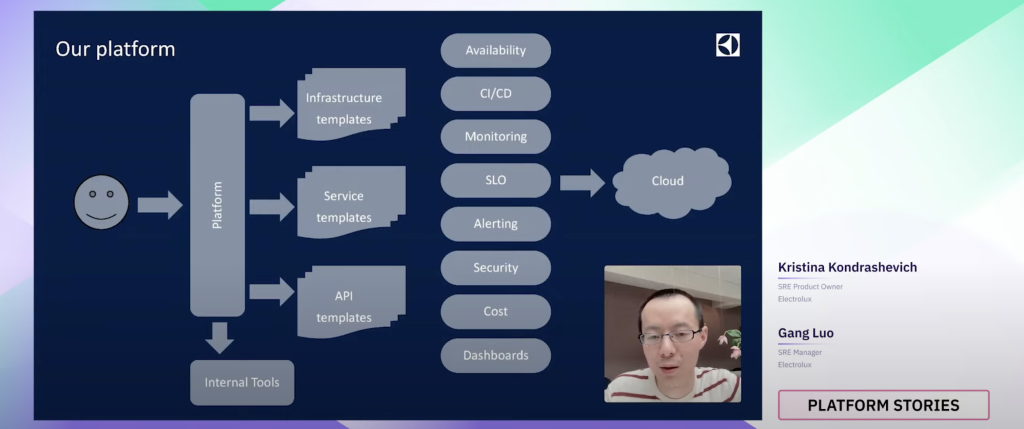 Our platform
Infrastructure
templates
Service
templates
API
templates
Platform
Internal Tools
Availability
CI/CD
Monitoring
SLO
Alerting
Security
Cost
Dashboards
Cloud
Kristina Kondrashevich
SRE Product Owner
Electrolux
Gang Luo
SRE Manager
Electrolux
PLATFORM STORIES